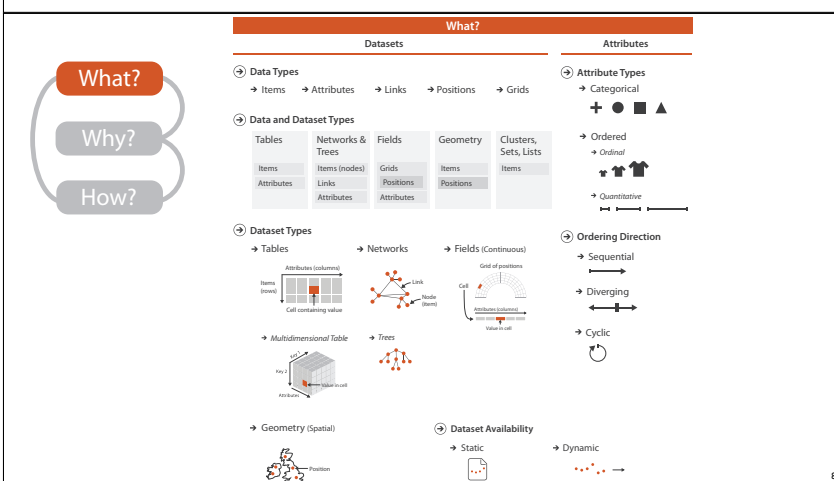 What?
Why?
How?
What?
Datasets
Attributes
Data Types
Items
Attributes
Links
Positions
Grids
Data and Dataset Types
Tables
Items
Attributes
Networks &
Trees
Items (nodes)
Links
Attributes
Fields
Grids
Positions
Attributes
Geometry
Items
Positions
Clusters,
Sets, Lists
Items
Dataset Types
Tables
Attributes (columns)
Items
(rows)
Cell containing value
Networks
Link
Node
(item)
Fields (Continuous)
Grid of positions
Cell
Attributes (columns)
Value in cell
Multidimensional Table
Key 1
Key 2
Value in cell
Attributes
Trees
Geometry (Spatial)
Position
Dataset Availability
Static
Dynamic
Attribute Types
Categorical
Ordered
Ordinal
Quantitative
Ordering Direction
Sequential
Diverging
Cyclic